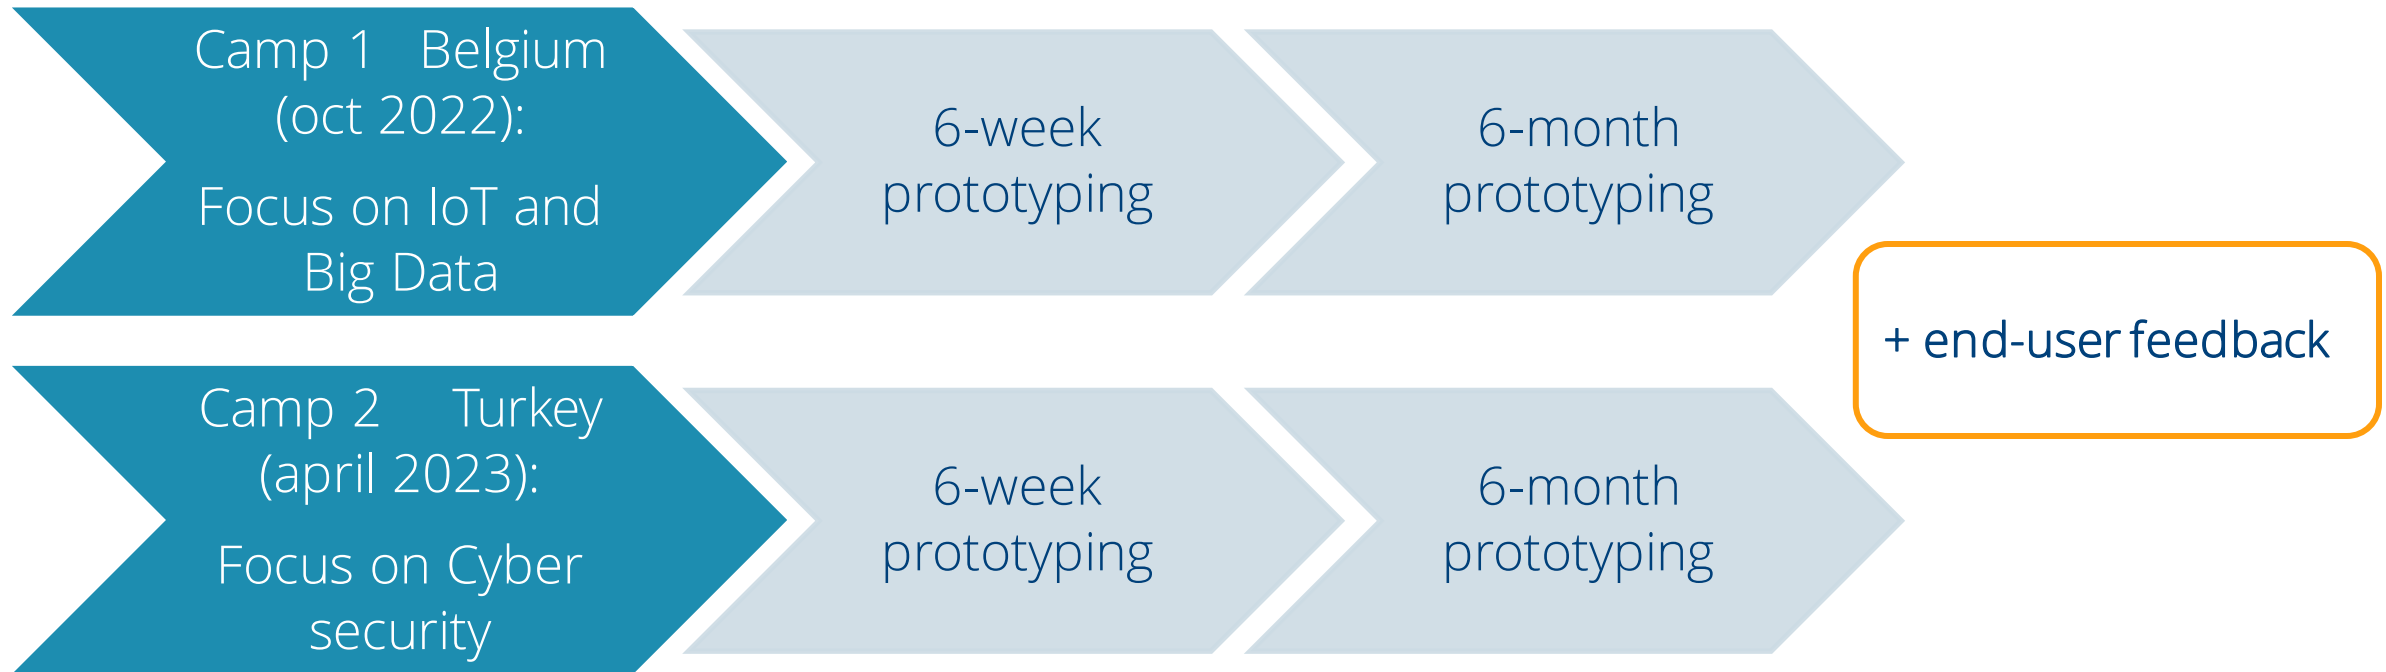 Camp 1 Belgium
(oct 2022):
Focus on IoT and
Big Data
6-week
prototyping
6-month
prototyping
+ end-user feedback
Camp 2 Turkey
(april 2023):
Focus on Cyber
security
6-week
prototyping
6-month
prototyping